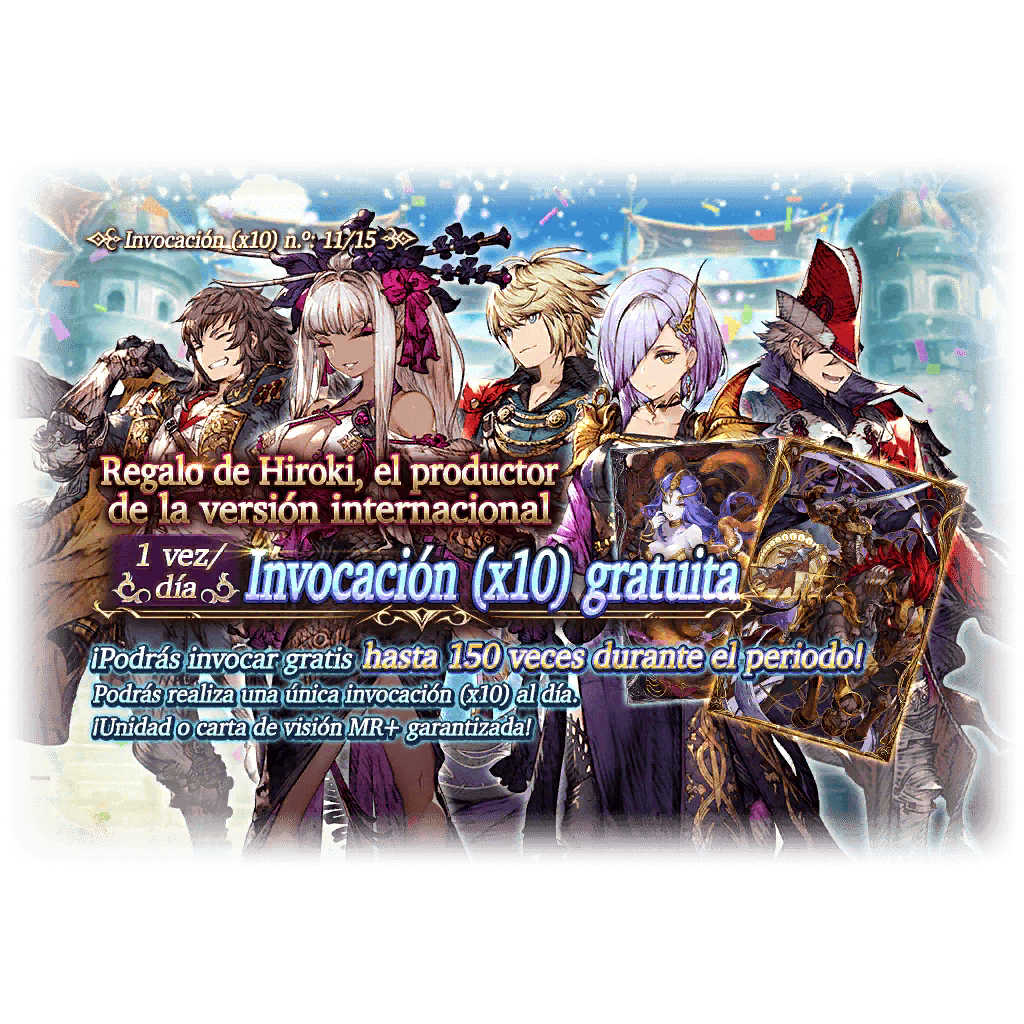 Invocación (x10) n.º: 11/15
Regalo de Hiroki, el productor
de la versión internacional
1 vez/
día
Invocación (x10) gratuita
¡Podrás invocar gratis hasta 150 veces durante el periodo!
Podrás realiza una única invocación (x10) al día.
¡Unidad o carta de visión MR+ garantizada!